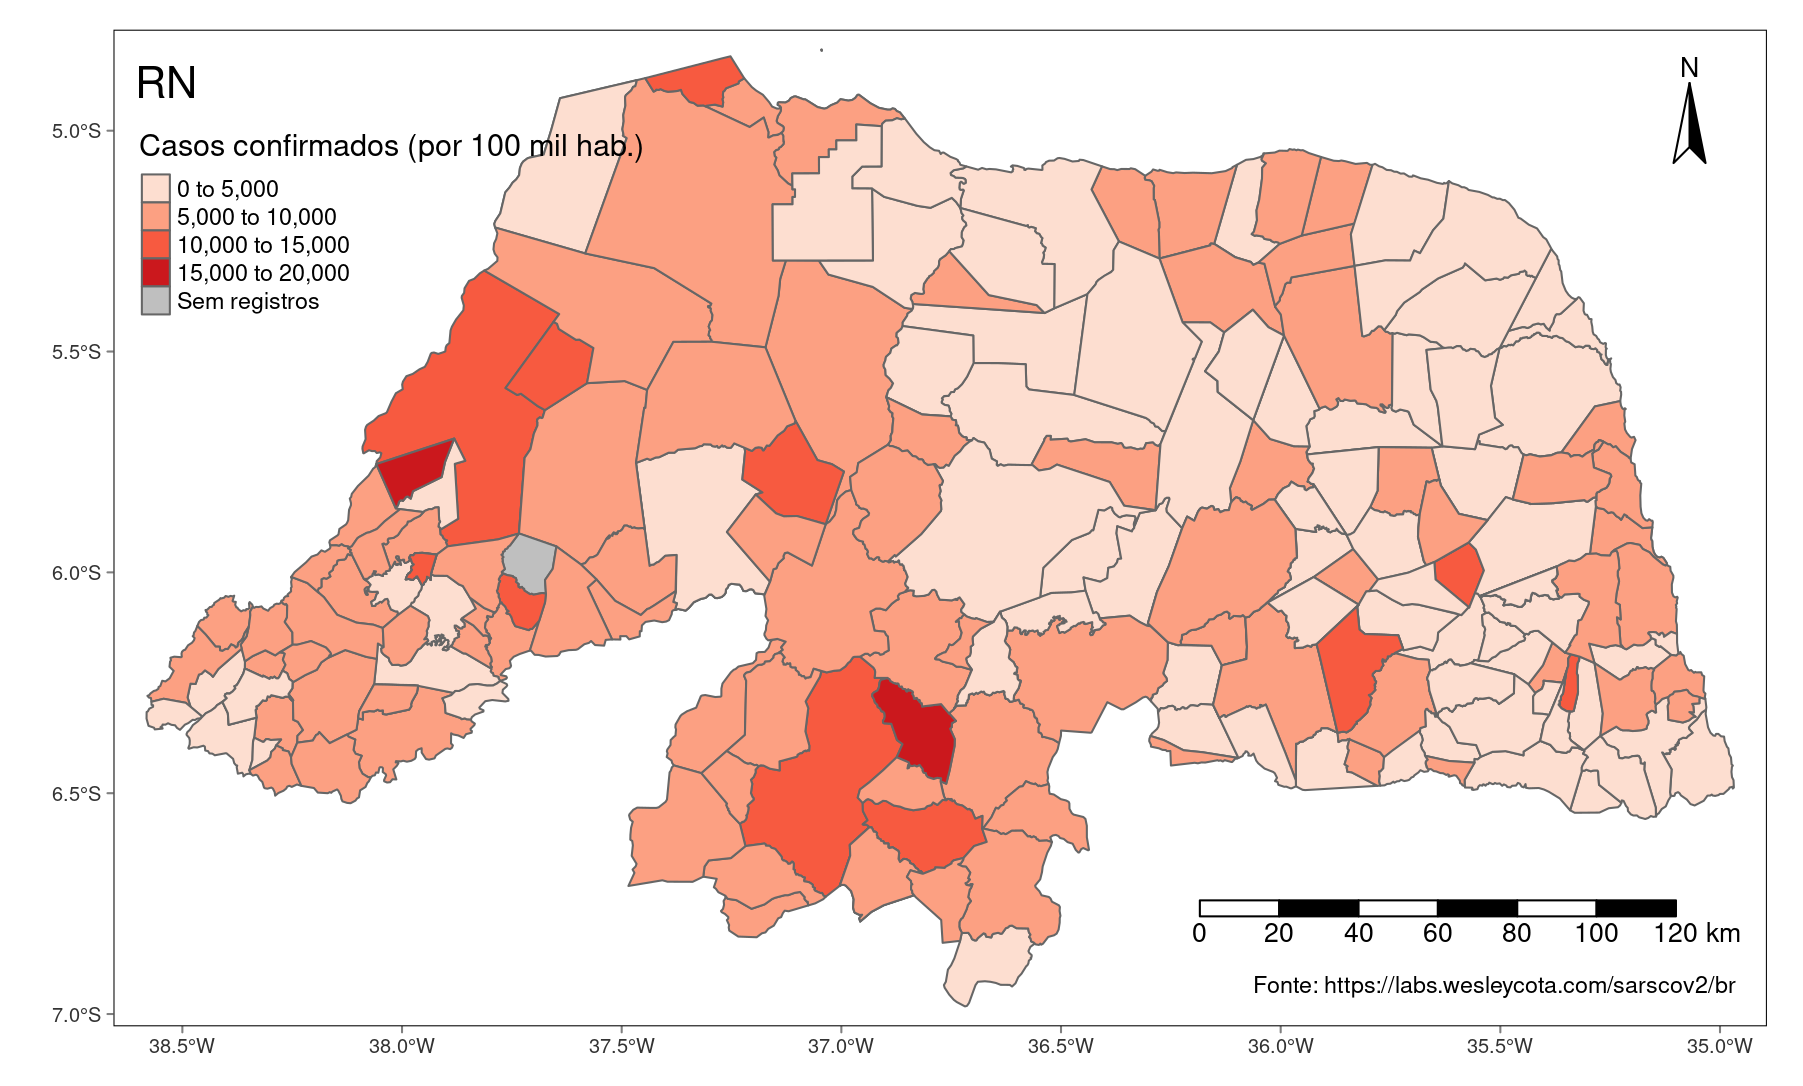 RN
N
Casos confirmados (por 100 mil hab.)
0 to 5,000
5,000 to 10,000
10,000 to 15,000
15,000 to 20,000
Sem registros
5.0°S
5.5°S
6.0°S
6.5°S
7.0°S
0 20 40 60 80 100 120 km
Fonte: https://labs.wesleycota.com/sarscov2/br
38.5°W 38.0°W 37.5°W 37.0°W 36.5°W 36.0°W 35.5°W 35.0°W